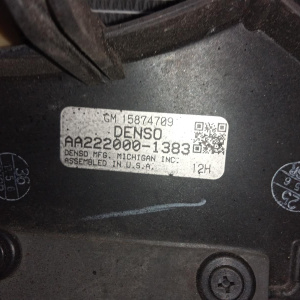 GM 15874709
DENSO
AA222000-1383
DENSO MFG. MICHIGAN INC.
ASSEMBLED IN U.S.A. 12H